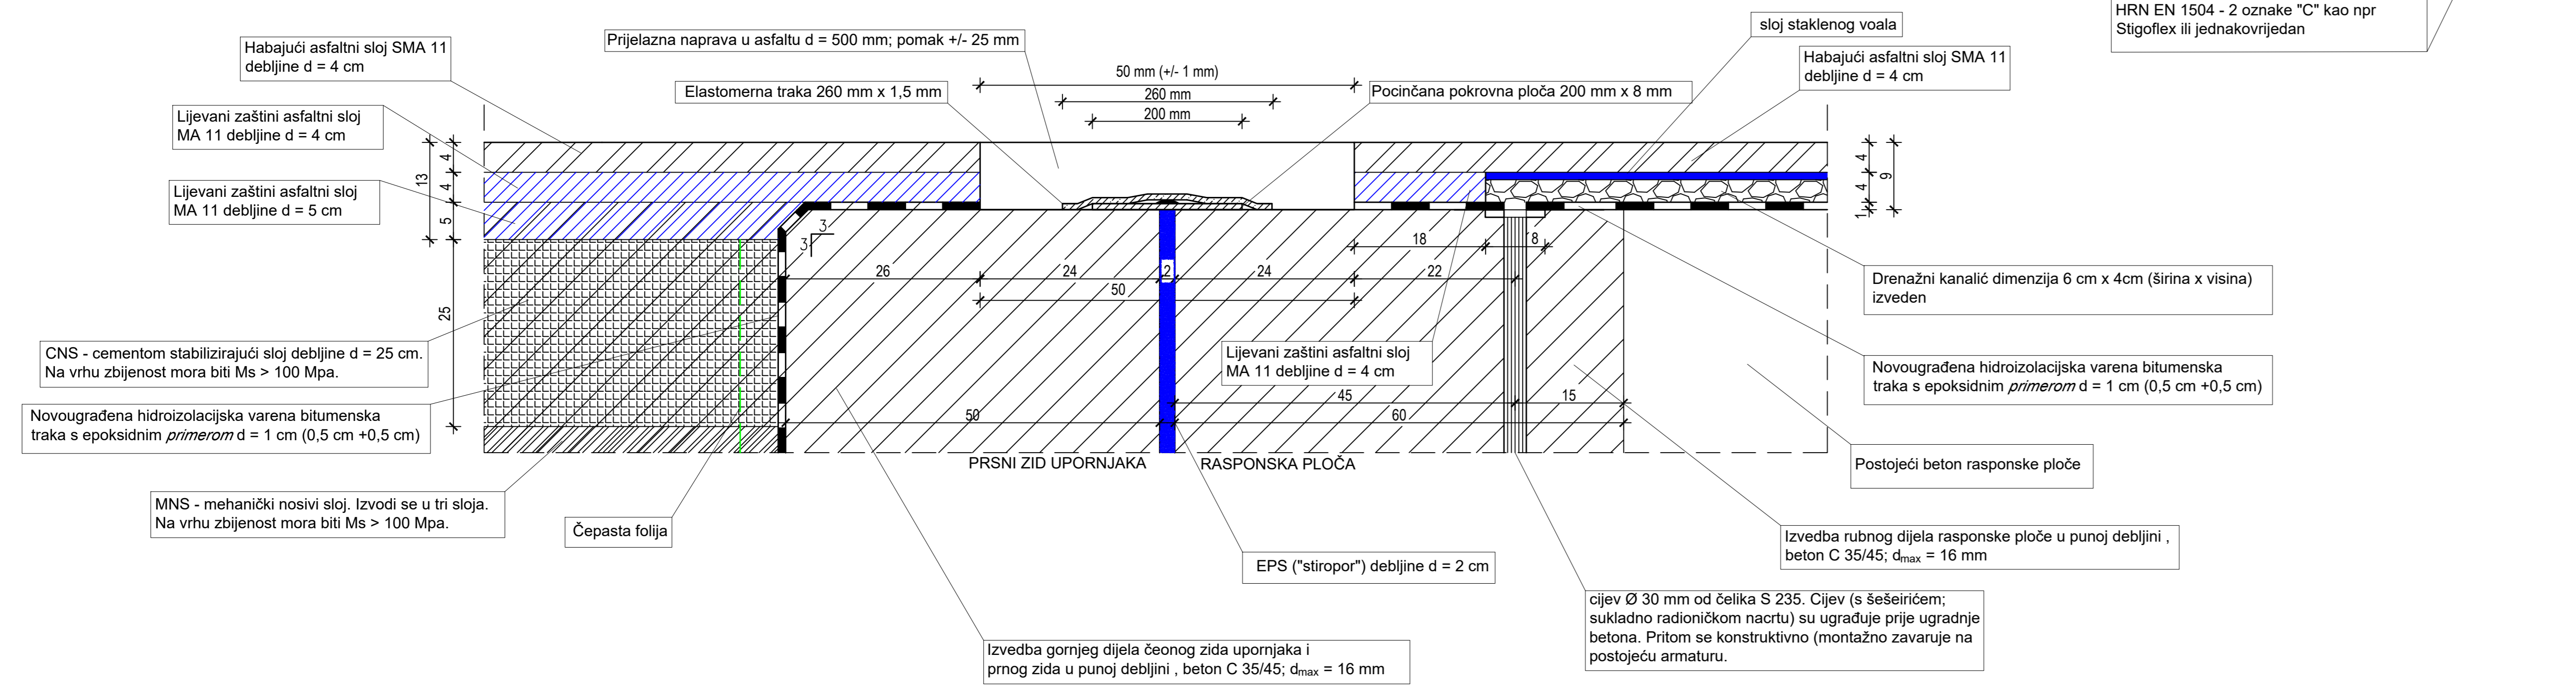 HRN EN 1504 - 2 oznake "C" kao npr
Stigoflex ili jednakovrijedan
sloj staklenog voala
Habajući asfaltni sloj SMA 11
debljine d = 4 cm
Prijelazna naprava u asfaltu d = 500 mm; pomak +/- 25 mm
Habajući asfaltni sloj SMA 11
debljine d = 4 cm
50 mm (+/- 1 mm)
Elastomerna traka 260 mm x 1,5 mm
260 mm
Pocinčana pokrovna ploča 200 mm x 8 mm
200 mm
Lijevani zaštini asfaltni sloj
MA 11 debljine d = 4 cm
Lijevani zaštini asfaltni sloj
MA 11 debljine d = 5 cm
13
4
4
5
25
4
4
1
9
3
3
18
8
26
24
2
24
22
50
Drenažni kanalić dimenzija 6 cm x 4cm (širina x visina)
izveden
CNS - cementom stabilizirajući sloj debljine d = 25 cm.
Na vrhu zbijenost mora biti Ms > 100 Mpa.
Lijevani zaštini asfaltni sloj
MA 11 debljine d = 4 cm
Novougrađena hidroizolacijska varena bitumenska
traka s epoksidnim primerom d = 1 cm (0,5 cm +0,5 cm)
45
15
50
60
Novougrađena hidroizolacijska varena bitumenska
traka s epoksidnim primerom d = 1 cm (0,5 cm +0,5 cm)
PRSNI ZID UPORNJAKA
RASPONSKA PLOČA
Postojeći beton rasponske ploče
MNS - mehanički nosivi sloj. Izvodi se u tri sloja.
Na vrhu zbijenost mora biti Ms > 100 Mpa.
Čepasta folija
Izvedba rubnog dijela rasponske ploče u punoj debljini ,
beton C 35/45; dmax = 16 mm
EPS ("stiropor") debljine d = 2 cm
cijev Ø 30 mm od čelika S 235. Cijev (s šešeirićem;
sukladno radioničkom nacrtu) su ugrađuje prije ugradnje
betona. Pritom se konstruktivno (montažno zavaruje na
postojeću armaturu.
Izvedba gornjeg dijela čeonog zida upornjaka i
prnog zida u punoj debljini , beton C 35/45; dmax = 16 mm